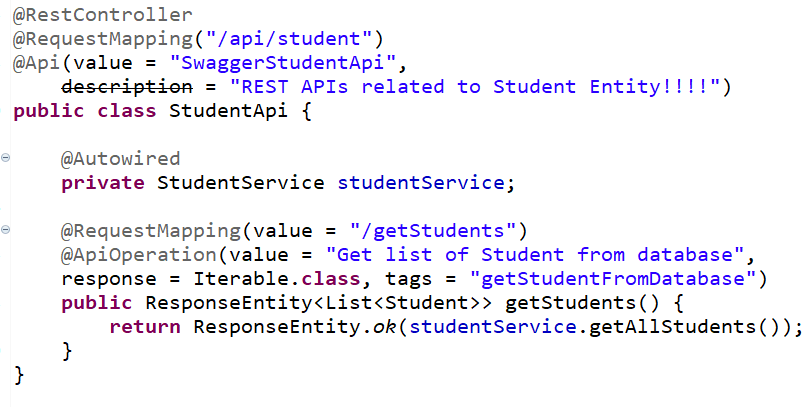 @RestController
@RequestMapping("/api/student")
@Api(value = "SwaggerStudentApi",
    description = "REST APIs related to Student Entity!!!!")
public class StudentApi {

    @Autowired
    private StudentService studentService;

    @RequestMapping(value = "/getStudents")
    @ApiOperation(value = "Get list of Student from database",
    response = Iterable.class, tags = "getStudentFromDatabase")
    public ResponseEntity<List<Student>> getStudents() {
        return ResponseEntity.ok(studentService.getAllStudents());
    }
}